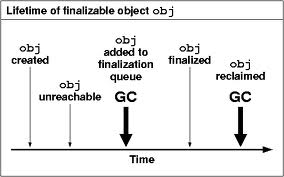 Lifetime of finalizable object obj
obj
created
obj
unreachable
obj
added to
finalization
queue
GC
obj
finalized
obj
reclaimed
GC
Time